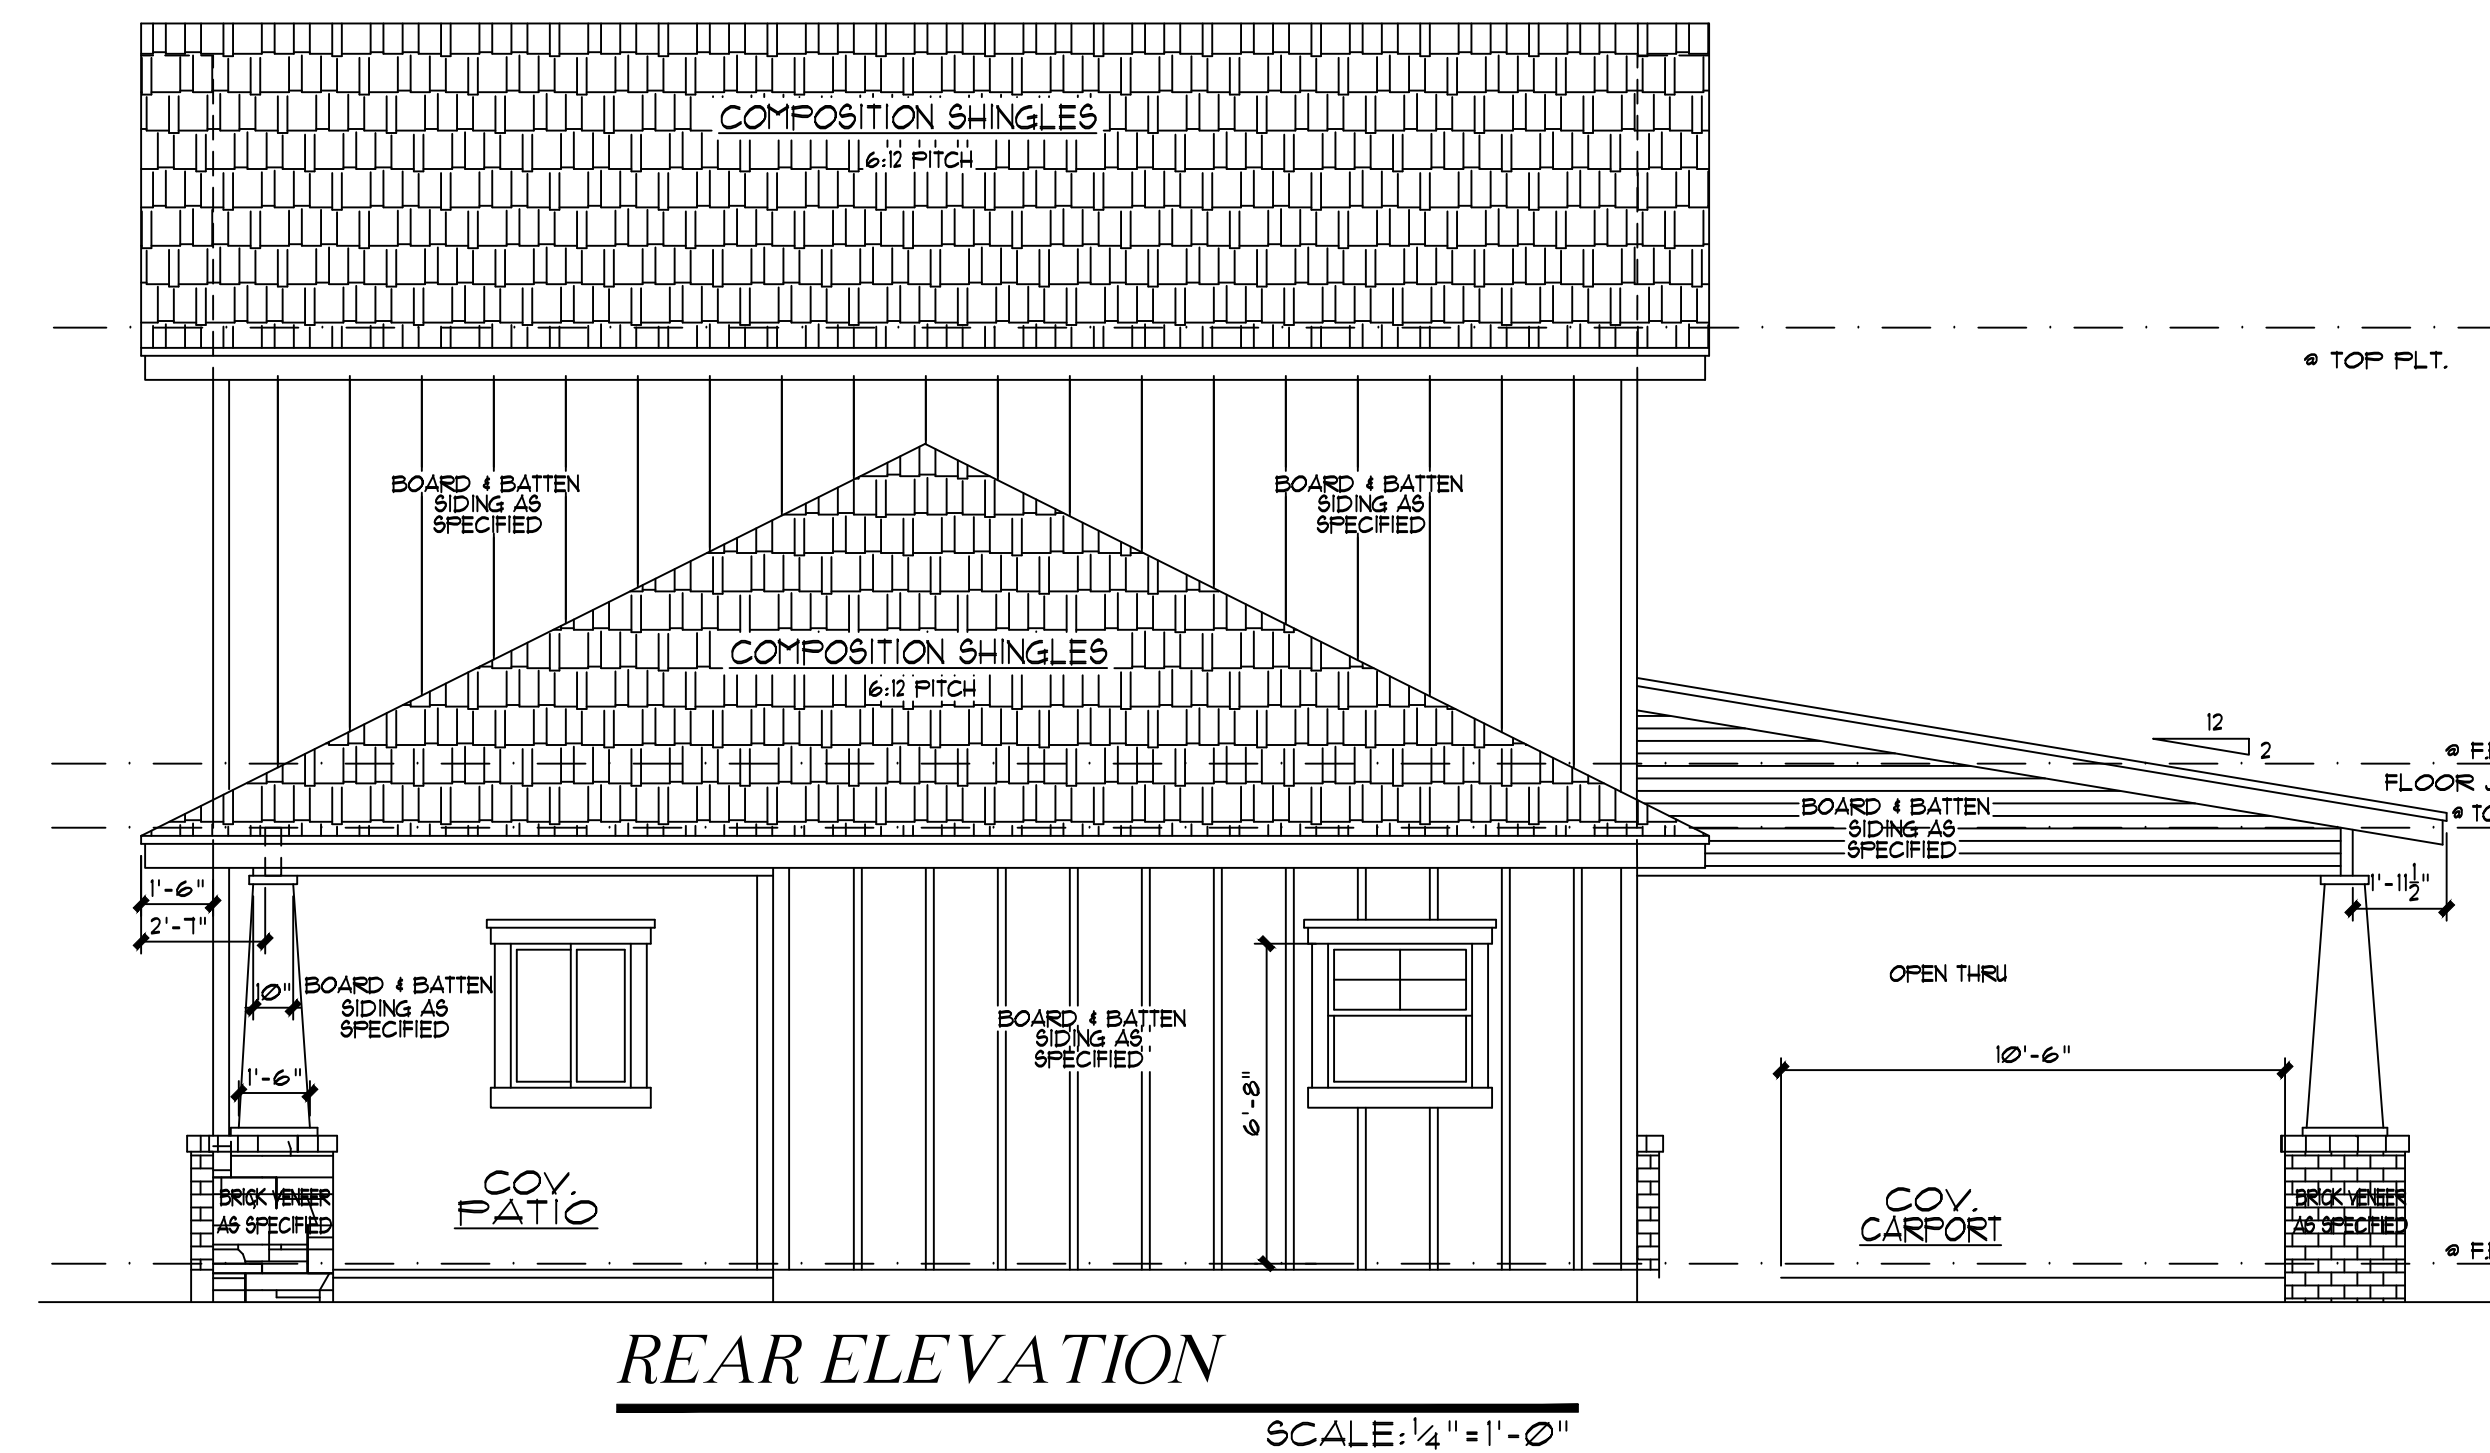 COMPOSITION SHINGLES
6:12 PITCH
@ TOP PLT.
BOARD & BATTEN
SIDING AS
SPECIFIED
BOARD & BATTEN
SIDING AS
SPECIFIED
COMPOSITION SHINGLES
6:12 PITCH
12
2
@ F.
FLOOR
@ TO
BOARD & BATTEN
SIDING AS
SPECIFIED
1'-6"
2'-7"
1'-11½"
10"
BOARD & BATTEN
SIDING AS
SPECIFIED
OPEN THRU
BOARD & BATTEN
SIDING AS
SPECIFIED
10'-6"
1'-6"
6'-8"
BRICK VENEER
AS SPECIFIED
COV.
PATIO
COV.
CARPORT
BRICK VENEER
AS SPECIFIED
@ F.
REAR ELEVATION
SCALE: ¼"=1'-0"